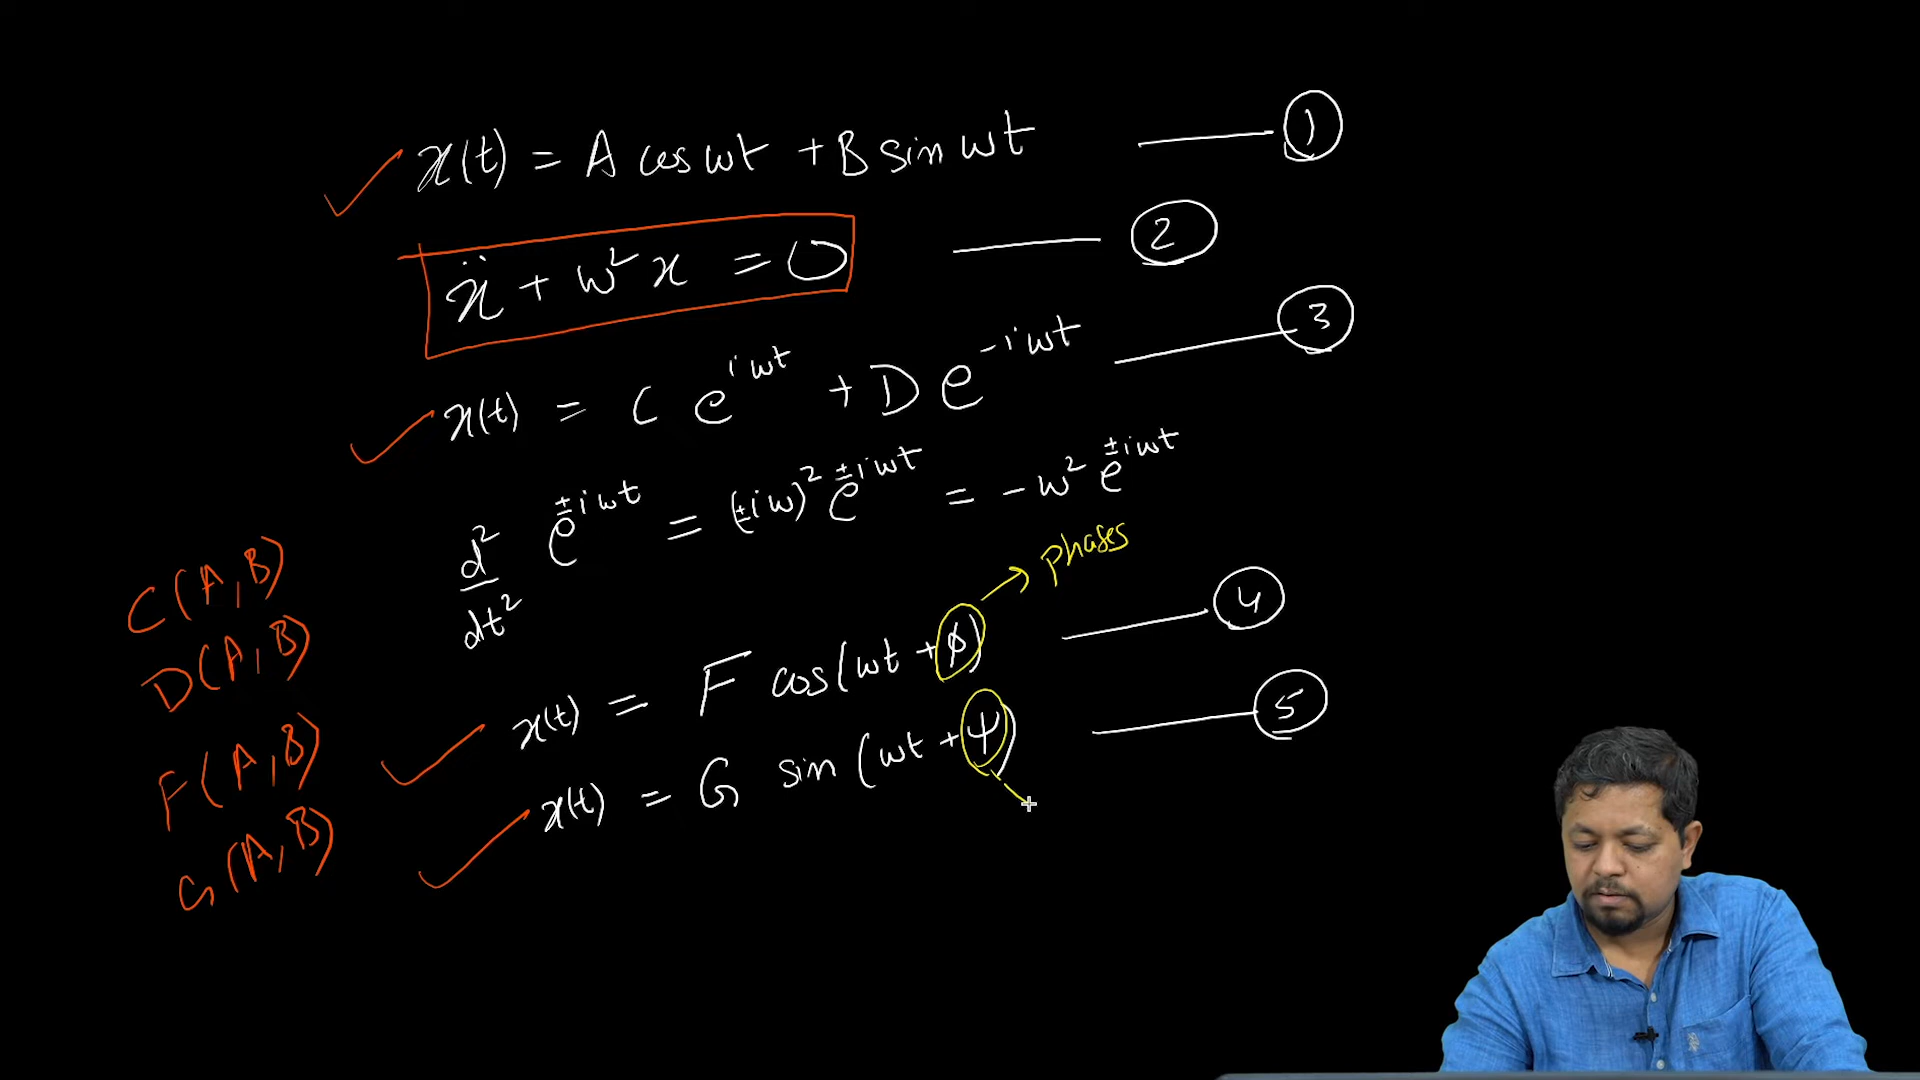 x(t) = A cos ωt + B sin ωt ——— 1
ẍ + ω² x = 0 ——— 2
x(t) = C e^{iωt} + D e^{-iωt} ——— 3
d²/dt² e^{±iωt} = (±iω)² e^{±iωt} = -ω² e^{±iωt}
phases
x(t) = F cos(ωt + φ) ——— 4
x(t) = G sin(ωt + ψ) ——— 5
C(A,B)
D(A,B)
F(A,B)
G(A,B)